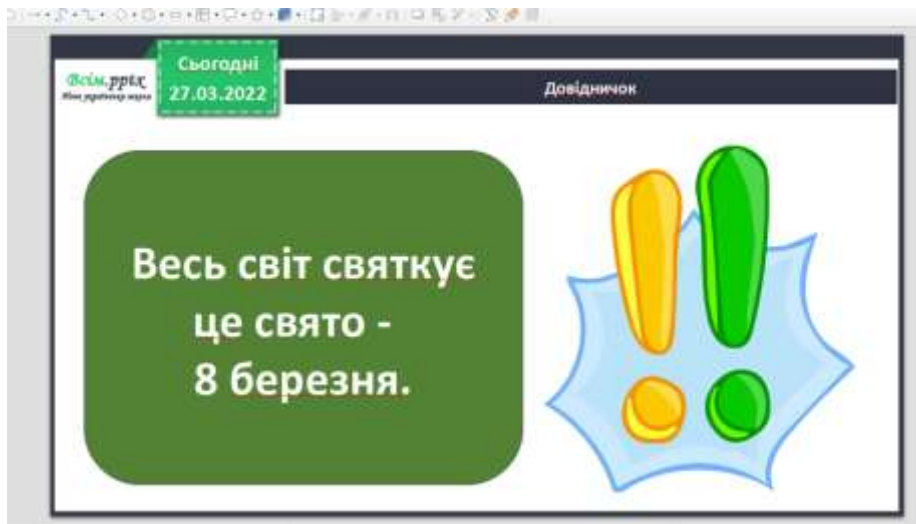 Сьогодні
27.03.2022
Всім.pptx
Довідничок
Весь світ святкує
це свято -
8 березня.